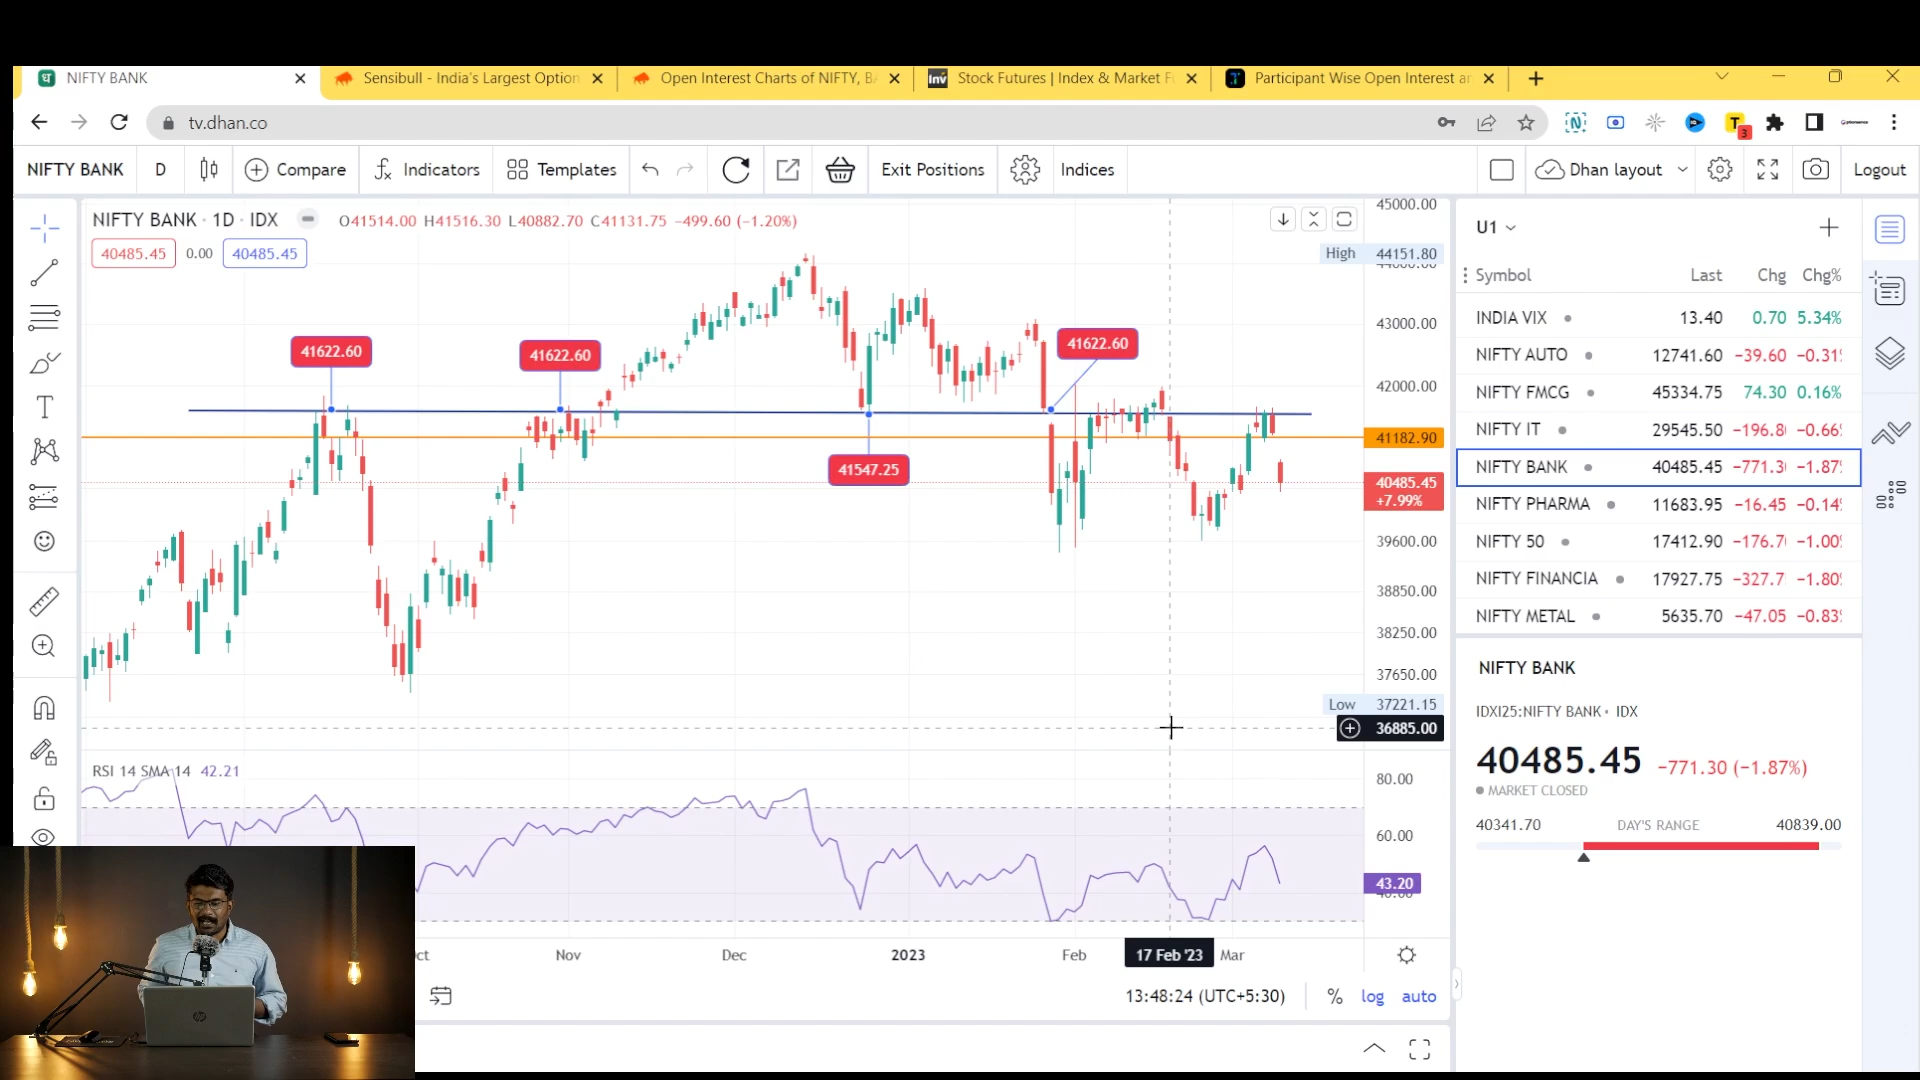 NIFTY BANK
Sensibull - India's Largest Option
Open Interest Charts of NIFTY, BA
Inv
Stock Futures | Index & Market F
Participant Wise Open Interest ar
tv.dhan.co
T
3
NIFTY BANK
D
Compare
Indicators
Templates
Exit Positions
Indices
Dhan layout
Logout
NIFTY BANK · 1D · IDX
O41514.00 H41516.30 L40882.70 C41131.75 −499.60 (−1.20%)
40485.45
0.00
40485.45
41622.60
41622.60
41622.60
41547.25
45000.00
High 44151.80
44000.00
43000.00
42000.00
41182.90
40485.45
+7.99%
39600.00
38850.00
38250.00
37650.00
Low 37221.15
36885.00
RSI 14 SMA 14 42.21
80.00
60.00
43.20
40.00
ct
Nov
Dec
2023
Feb
17 Feb '23
Mar
13:48:24 (UTC+5:30)
%
log
auto
U1
Symbol Last Chg Chg%
INDIA VIX 13.40 0.70 5.34%
NIFTY AUTO 12741.60 −39.60 −0.31
NIFTY FMCG 45334.75 74.30 0.16%
NIFTY IT 29545.50 −196.8 −0.66
NIFTY BANK 40485.45 −771.3 −1.87
NIFTY PHARMA 11683.95 −16.45 −0.14
NIFTY 50 17412.90 −176.7 −1.00
NIFTY FINANCIA 17927.75 −327.7 −1.80
NIFTY METAL 5635.70 −47.05 −0.83
NIFTY BANK
IDXI25:NIFTY BANK • IDX
40485.45 −771.30 (−1.87%)
MARKET CLOSED
40341.70 DAY'S RANGE 40839.00
hp